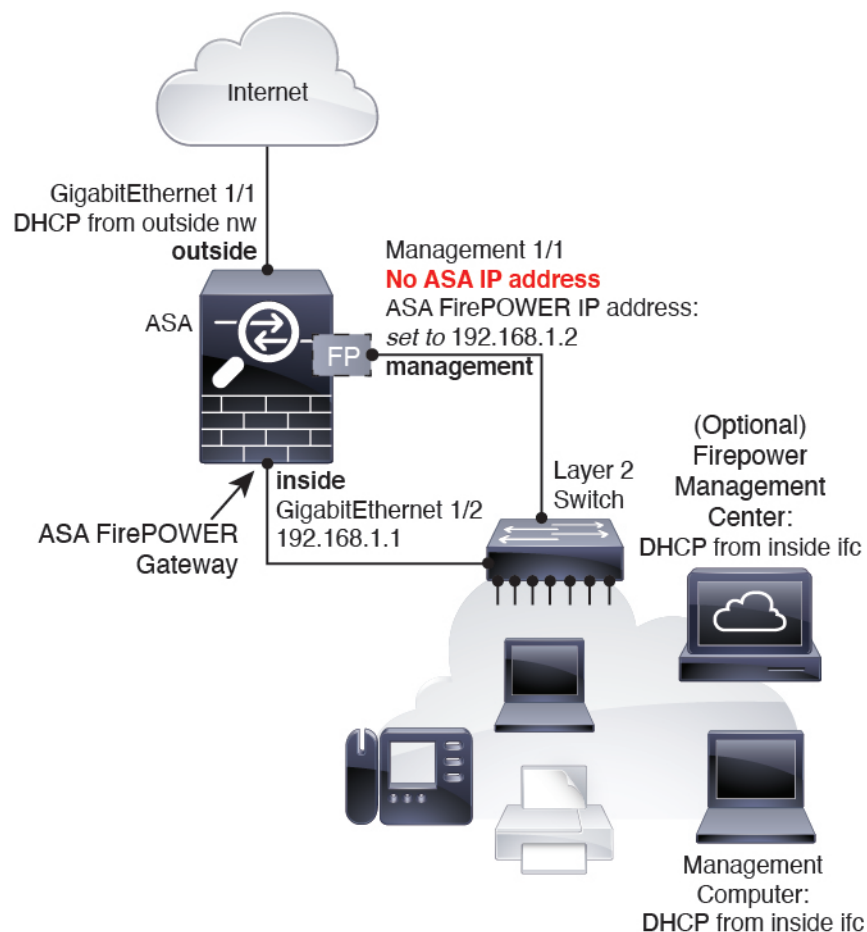 Internet
GigabitEthernet 1/1
DHCP from outside nw
outside
Management 1/1
No ASA IP address
ASA FirePOWER IP address:
set to 192.168.1.2
management
ASA
FP
(Optional)
Firepower
Management
Center:
DHCP from inside ifc
Layer 2
Switch
inside
GigabitEthernet 1/2
192.168.1.1
ASA FirePOWER
Gateway
Management
Computer:
DHCP from inside ifc